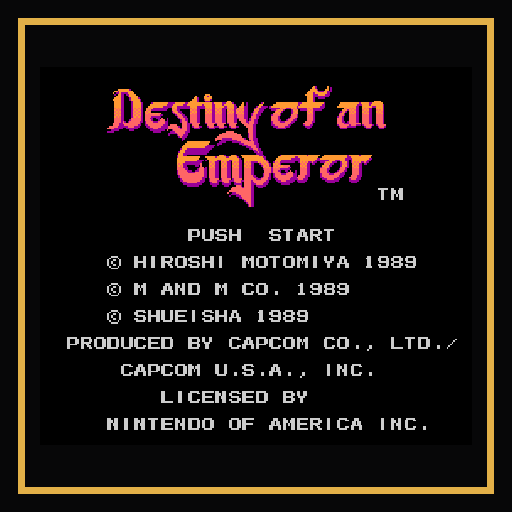 Destiny of an
Emperor
TM
PUSH START
© HIROSHI MOTOMIYA 1989
© M AND M CO. 1989
© SHUEISHA 1989
PRODUCED BY CAPCOM CO., LTD./
CAPCOM U.S.A., INC.
LICENSED BY
NINTENDO OF AMERICA INC.